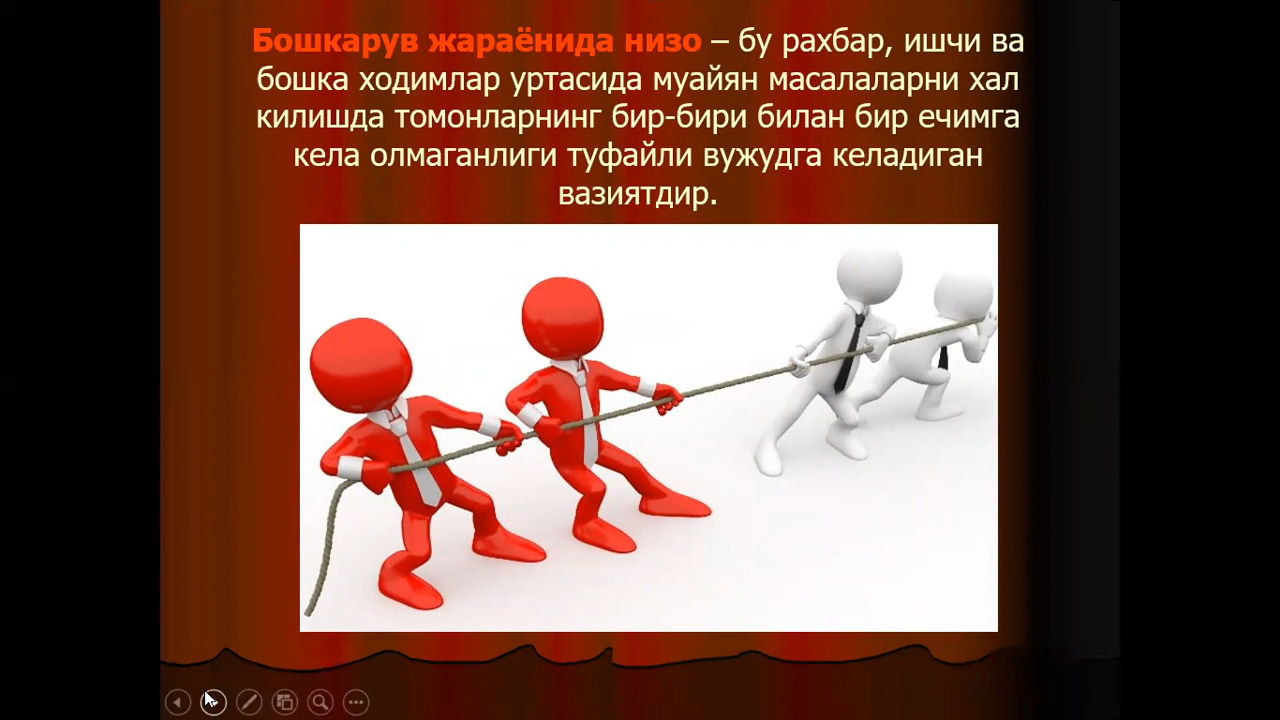 Бошкарув жараёнида низо – бу рахбар, ишчи ва
бошка ходимлар уртасида муайян масалаларни хал
килишда томонларнинг бир-бири билан бир ечимга
кела олмаганлиги туфайли вужудга келадиган
вазиятдир.